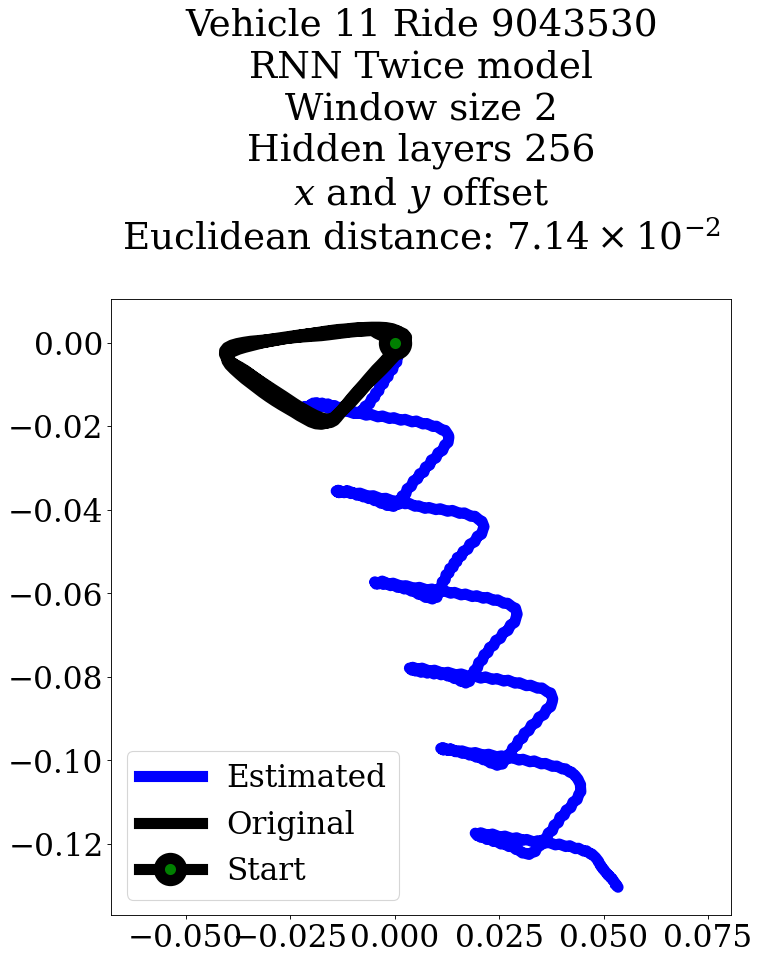 Vehicle 11 Ride 9043530
RNN Twice model
Window size 2
Hidden layers 256
x and y offset
Euclidean distance: 7.14 × 10⁻²
0.00
−0.02
−0.04
−0.06
−0.08
−0.10
−0.12
Estimated
Original
Start
−0.050 −0.025 0.000 0.025 0.050 0.075